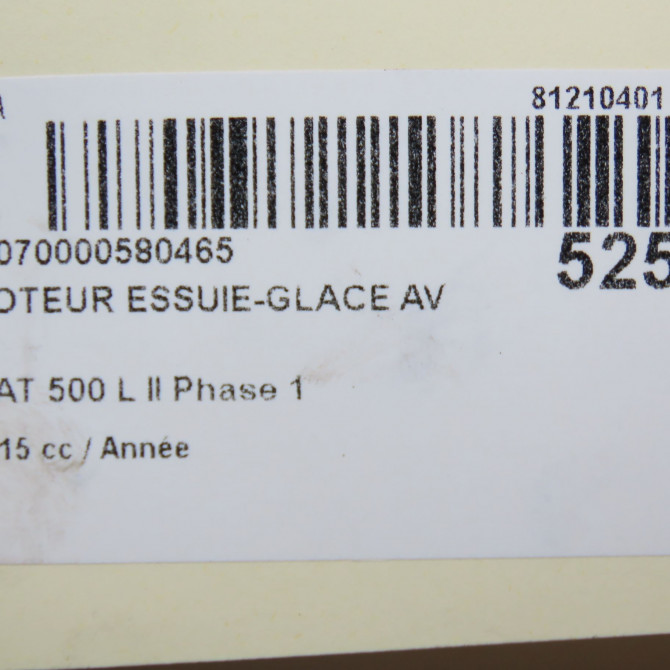 81210401
070000580465
525
OTEUR ESSUIE-GLACE AV
AT 500 L II Phase 1
15 cc / Année